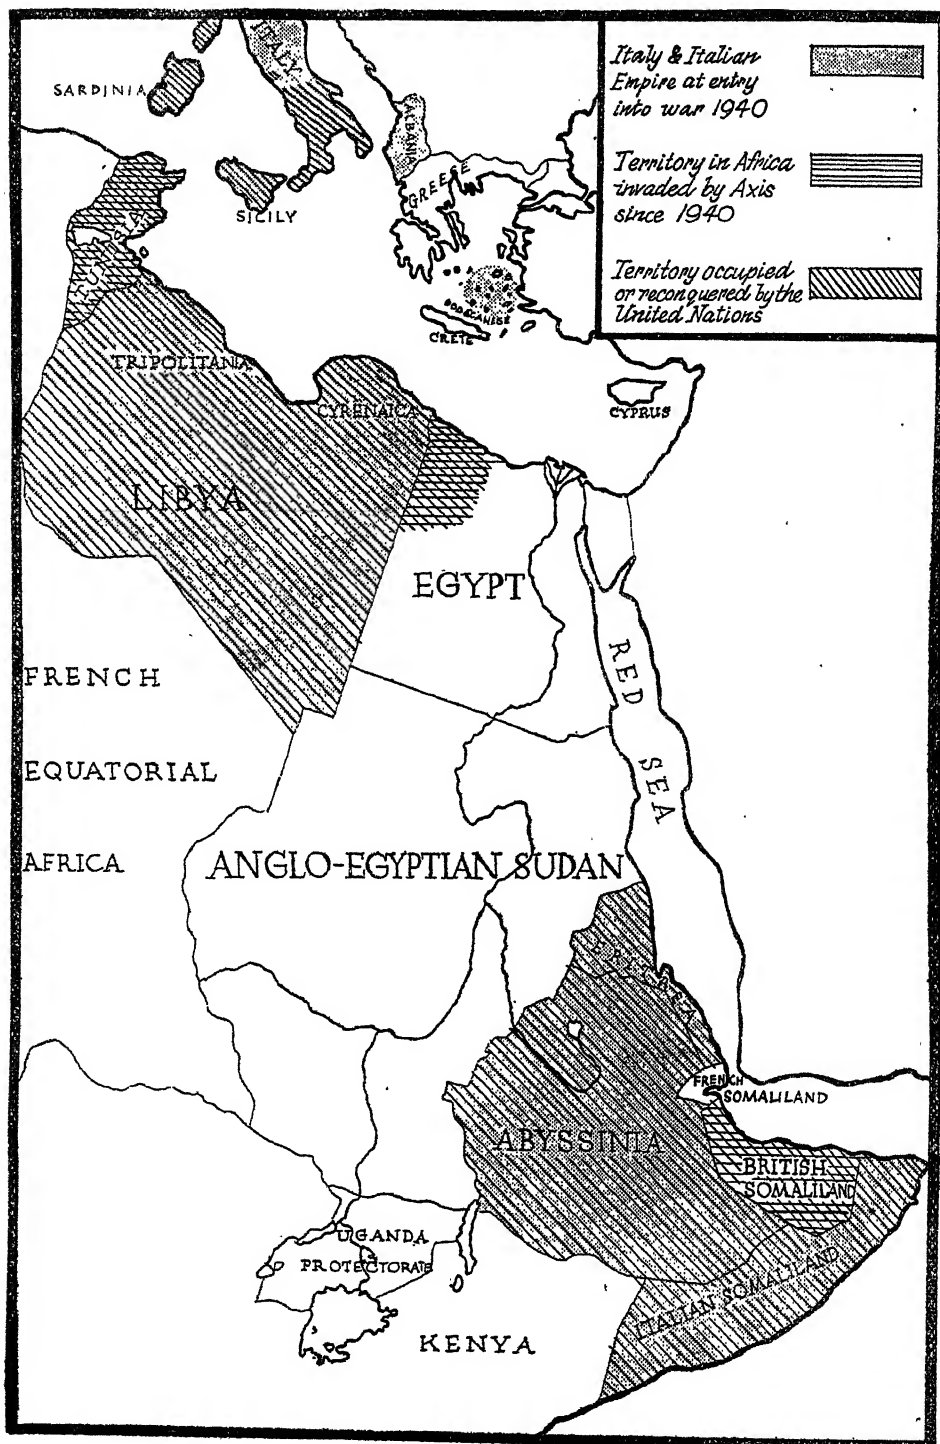 Italy & Italian
Empire at entry
into war 1940
Territory in Africa
invaded by Axis
since 1940
Territory occupied
or reconquered by the
United Nations
ITALY
SARDINIA
ALBANIA
GREESE
SICILY
DODECANESE
CRETE
TRIPOLITANIA
CYRENAICA
CYPRUS
LIBYA
EGYPT
RED SEA
FRENCH
EQUATORIAL
AFRICA
ANGLO-EGYPTIAN SUDAN
FRENCH
SOMALILAND
ABYSSINIA
BRITISH
SOMALILAND
UGANDA
PROTECTORATE
ITALIAN SOMALILAND
KENYA